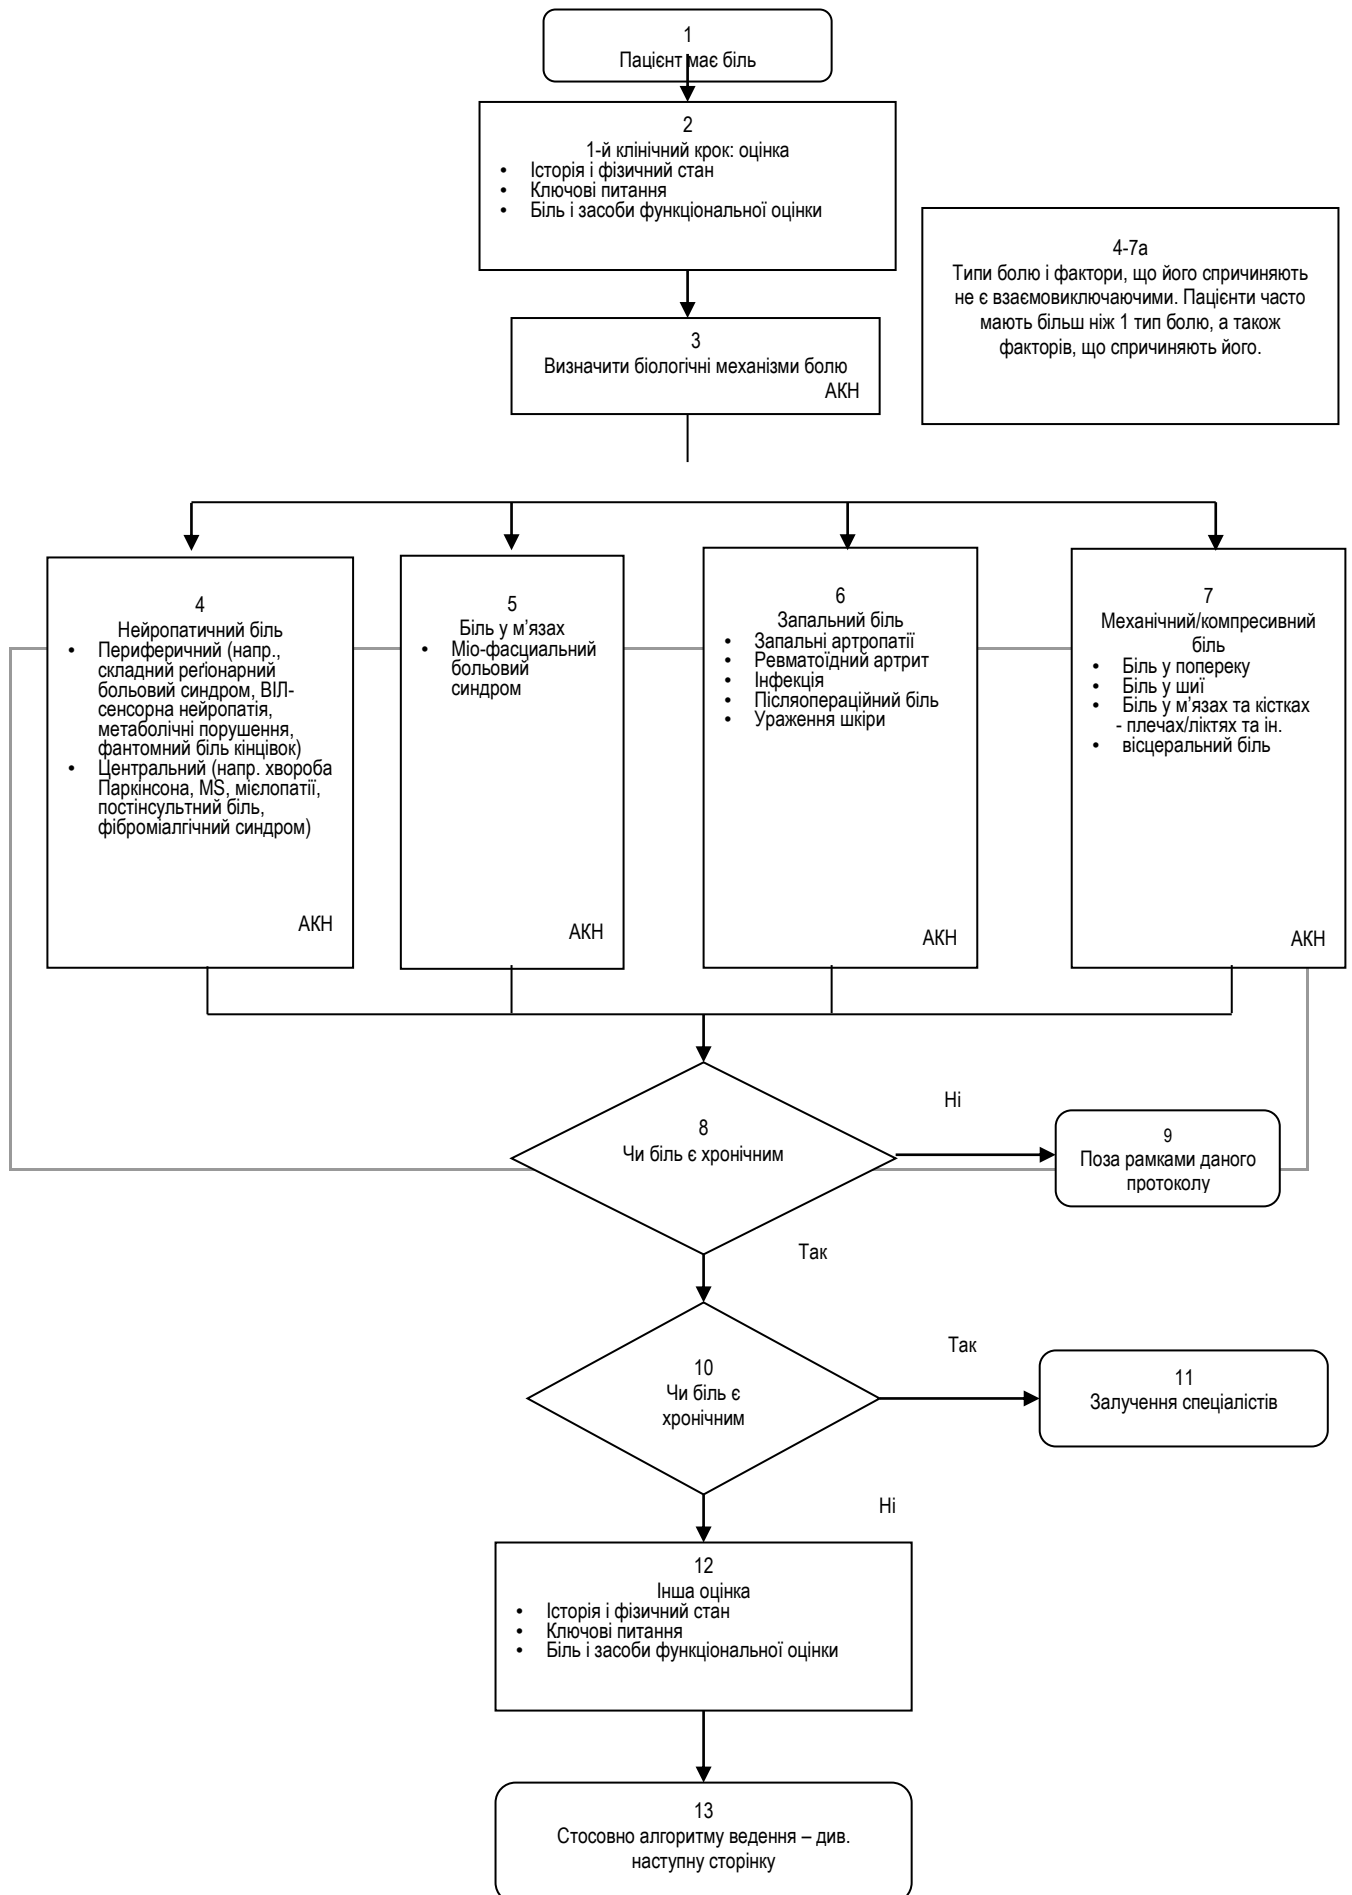 1
Пацієнт має біль
2
1-й клінічний крок: оцінка
• Історія і фізичний стан
• Ключові питання
• Біль і засоби функціональної оцінки
4-7а
Типи болю і фактори, що його спричиняють
не є взаємовиключаючими. Пацієнти часто
мають більш ніж 1 тип болю, а також
факторів, що спричиняють його.
3
Визначити біологічні механізми болю
АКН
4
Нейропатичний біль
• Периферичний (напр.,
складний реґіонарний
больовий синдром, ВІЛ-
сенсорна нейропатія,
метаболічні порушення,
фантомний біль кінцівок)
• Центральний (напр. хвороба
Паркінсона, MS, мієлопатії,
постінсультний біль,
фіброміалгічний синдром)
АКН
5
Біль у м’язах
• Міо-фасциальний
больовий
синдром
АКН
6
Запальний біль
• Запальні артропатії
• Ревматоїдний артрит
• Інфекція
• Післяопераційний біль
• Ураження шкіри
АКН
7
Механічний/компресивний
біль
• Біль у попереку
• Біль у шиї
• Біль у м’язах та кістках
- плечах/ліктях та ін.
• вісцеральний біль
АКН
8
Чи біль є хронічним
Ні
9
Поза рамками даного
протоколу
Так
10
Чи біль є
хронічним
Так
11
Залучення спеціалістів
Ні
12
Інша оцінка
• Історія і фізичний стан
• Ключові питання
• Біль і засоби функціональної оцінки
13
Стосовно алгоритму ведення – див.
наступну сторінку